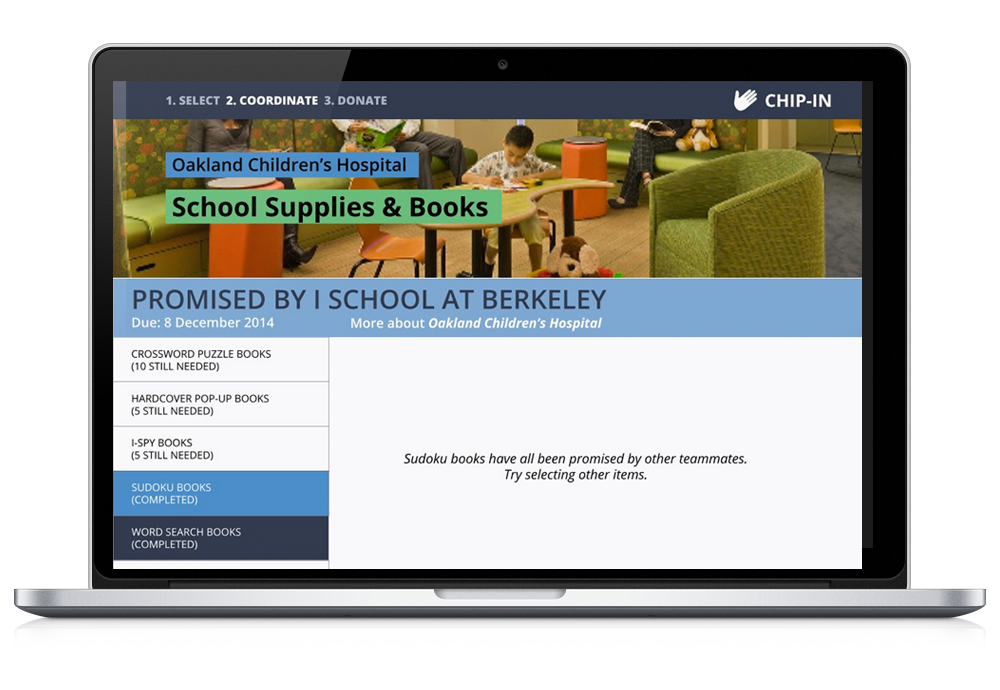 1. SELECT 2. COORDINATE 3. DONATE
CHIP-IN
Oakland Children's Hospital
School Supplies & Books
PROMISED BY I SCHOOL AT BERKELEY
Due: 8 December 2014
More about Oakland Children's Hospital
CROSSWORD PUZZLE BOOKS
(10 STILL NEEDED)
HARDCOVER POP-UP BOOKS
(5 STILL NEEDED)
I-SPY BOOKS
(5 STILL NEEDED)
SUDOKU BOOKS
(COMPLETED)
WORD SEARCH BOOKS
(COMPLETED)
Sudoku books have all been promised by other teammates.
Try selecting other items.